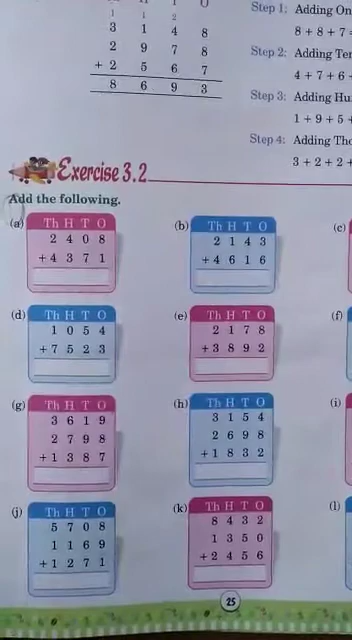 H T O
1 1 2
3 1 4 8
2 9 7 8
+ 2 5 6 7
8 6 9 3
Step 1: Adding On
8 + 8 + 7 =
Step 2: Adding Ten
4 + 7 + 6 +
Step 3: Adding Hu
1 + 9 + 5 +
Step 4: Adding Tho
3 + 2 + 2 +
Exercise 3.2
Add the following.
(a) Th H T O
2 4 0 8
+ 4 3 7 1
(b) Th H T O
2 1 4 3
+ 4 6 1 6
(c)
(d) Th H T O
1 0 5 4
+ 7 5 2 3
(e) Th H T O
2 1 7 8
+ 3 8 9 2
(f)
(g) Th H T O
3 6 1 9
2 7 9 8
+ 1 3 8 7
(h) Th H T O
3 1 5 4
2 6 9 8
+ 1 8 3 2
(i)
(j) Th H T O
5 7 0 8
1 1 6 9
+ 1 2 7 1
(k) Th H T O
8 4 3 2
1 3 5 0
+ 2 4 5 6
(l)
25